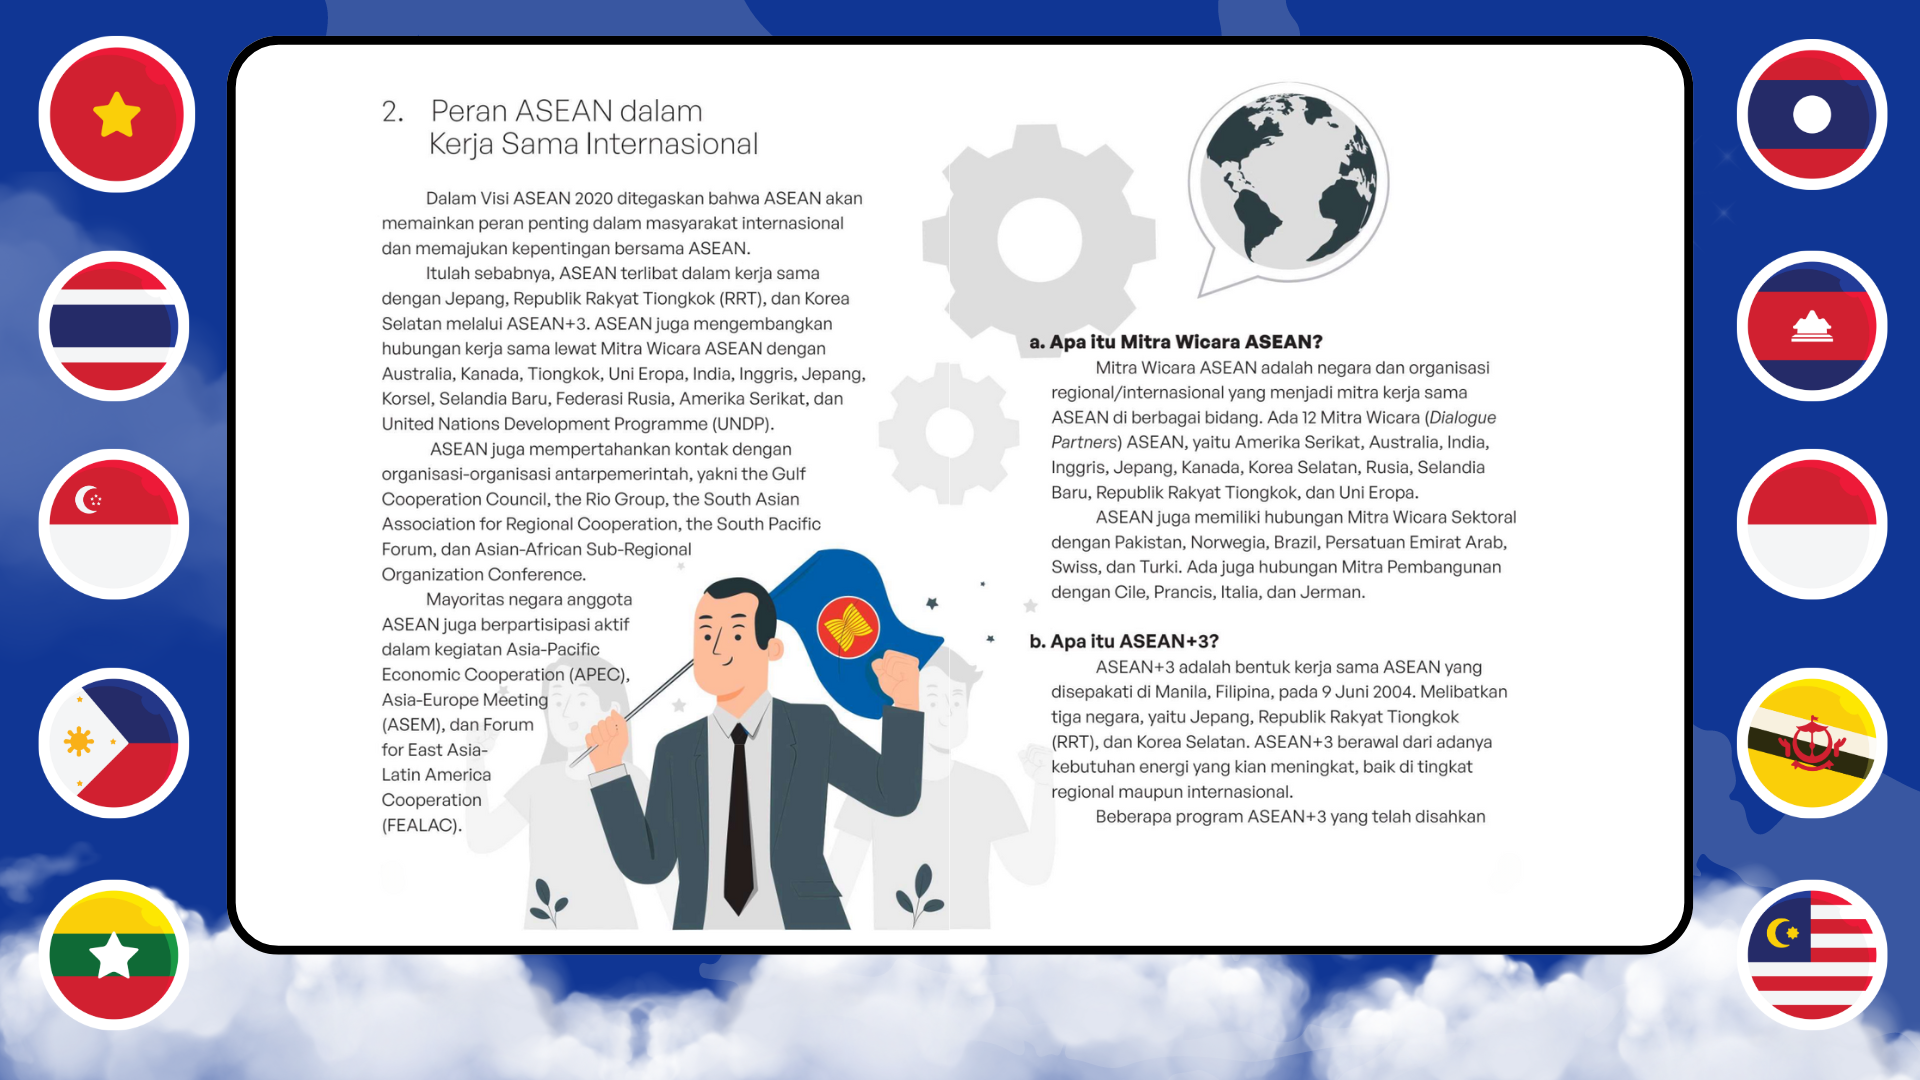 2. Peran ASEAN dalam
Kerja Sama Internasional
Dalam Visi ASEAN 2020 ditegaskan bahwa ASEAN akan
memainkan peran penting dalam masyarakat internasional
dan memajukan kepentingan bersama ASEAN.
Itulah sebabnya, ASEAN terlibat dalam kerja sama
dengan Jepang, Republik Rakyat Tiongkok (RRT), dan Korea
Selatan melalui ASEAN+3. ASEAN juga mengembangkan
hubungan kerja sama lewat Mitra Wicara ASEAN dengan
Australia, Kanada, Tiongkok, Uni Eropa, India, Inggris, Jepang,
Korsel, Selandia Baru, Federasi Rusia, Amerika Serikat, dan
United Nations Development Programme (UNDP).
ASEAN juga mempertahankan kontak dengan
organisasi-organisasi antarpemerintah, yakni the Gulf
Cooperation Council, the Rio Group, the South Asian
Association for Regional Cooperation, the South Pacific
Forum, dan Asian-African Sub-Regional
Organization Conference.
Mayoritas negara anggota
ASEAN juga berpartisipasi aktif
dalam kegiatan Asia-Pacific
Economic Cooperation (APEC),
Asia-Europe Meeting
(ASEM), dan Forum
for East Asia-
Latin America
Cooperation
(FEALAC).
a. Apa itu Mitra Wicara ASEAN?
Mitra Wicara ASEAN adalah negara dan organisasi
regional/internasional yang menjadi mitra kerja sama
ASEAN di berbagai bidang. Ada 12 Mitra Wicara (Dialogue
Partners) ASEAN, yaitu Amerika Serikat, Australia, India,
Inggris, Jepang, Kanada, Korea Selatan, Rusia, Selandia
Baru, Republik Rakyat Tiongkok, dan Uni Eropa.
ASEAN juga memiliki hubungan Mitra Wicara Sektoral
dengan Pakistan, Norwegia, Brazil, Persatuan Emirat Arab,
Swiss, dan Turki. Ada juga hubungan Mitra Pembangunan
dengan Cile, Prancis, Italia, dan Jerman.
b. Apa itu ASEAN+3?
ASEAN+3 adalah bentuk kerja sama ASEAN yang
disepakati di Manila, Filipina, pada 9 Juni 2004. Melibatkan
tiga negara, yaitu Jepang, Republik Rakyat Tiongkok
(RRT), dan Korea Selatan. ASEAN+3 berawal dari adanya
kebutuhan energi yang kian meningkat, baik di tingkat
regional maupun internasional.
Beberapa program ASEAN+3 yang telah disahkan